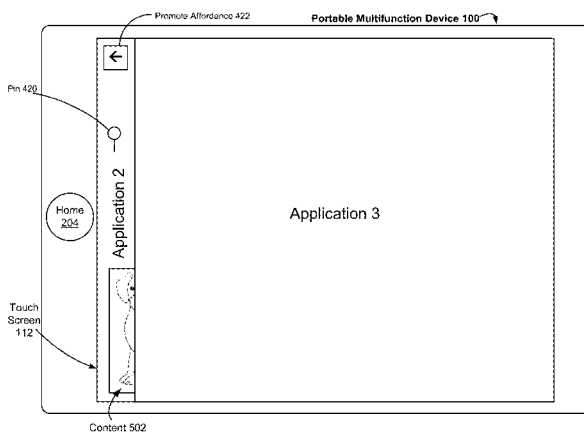 Promote Affordance 422
Portable Multifunction Device 100
Pin 420
Application 2
Home
204
Application 3
Touch
Screen
112
Content 502